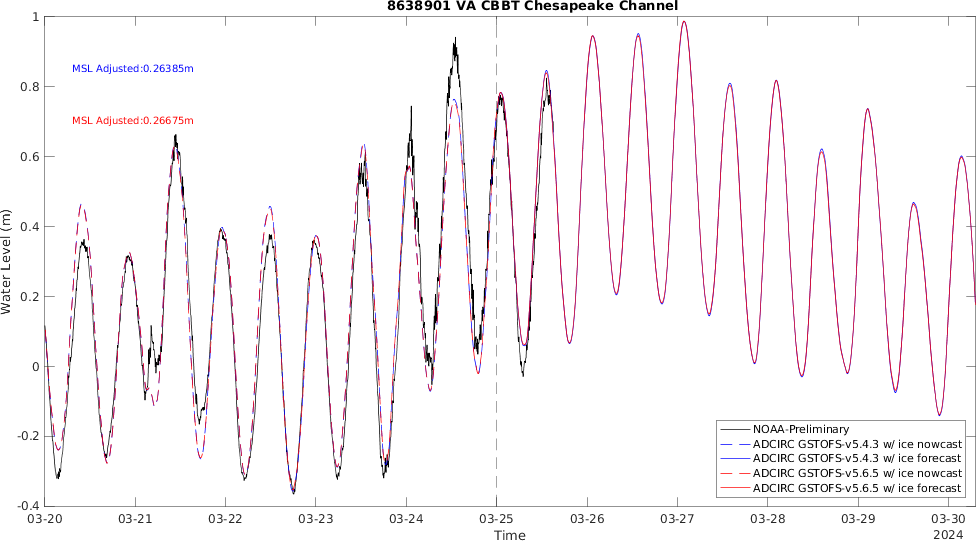 8638901 VA CBBT Chesapeake Channel
MSL Adjusted:0.26385m
MSL Adjusted:0.26675m
Water Level (m)
1
0.8
0.6
0.4
0.2
0
-0.2
-0.4
NOAA-Preliminary
ADCIRC GSTOFS-v5.4.3 w/ ice nowcast
ADCIRC GSTOFS-v5.4.3 w/ ice forecast
ADCIRC GSTOFS-v5.6.5 w/ ice nowcast
ADCIRC GSTOFS-v5.6.5 w/ ice forecast
03-20 03-21 03-22 03-23 03-24 03-25 03-26 03-27 03-28 03-29 03-30
Time
2024